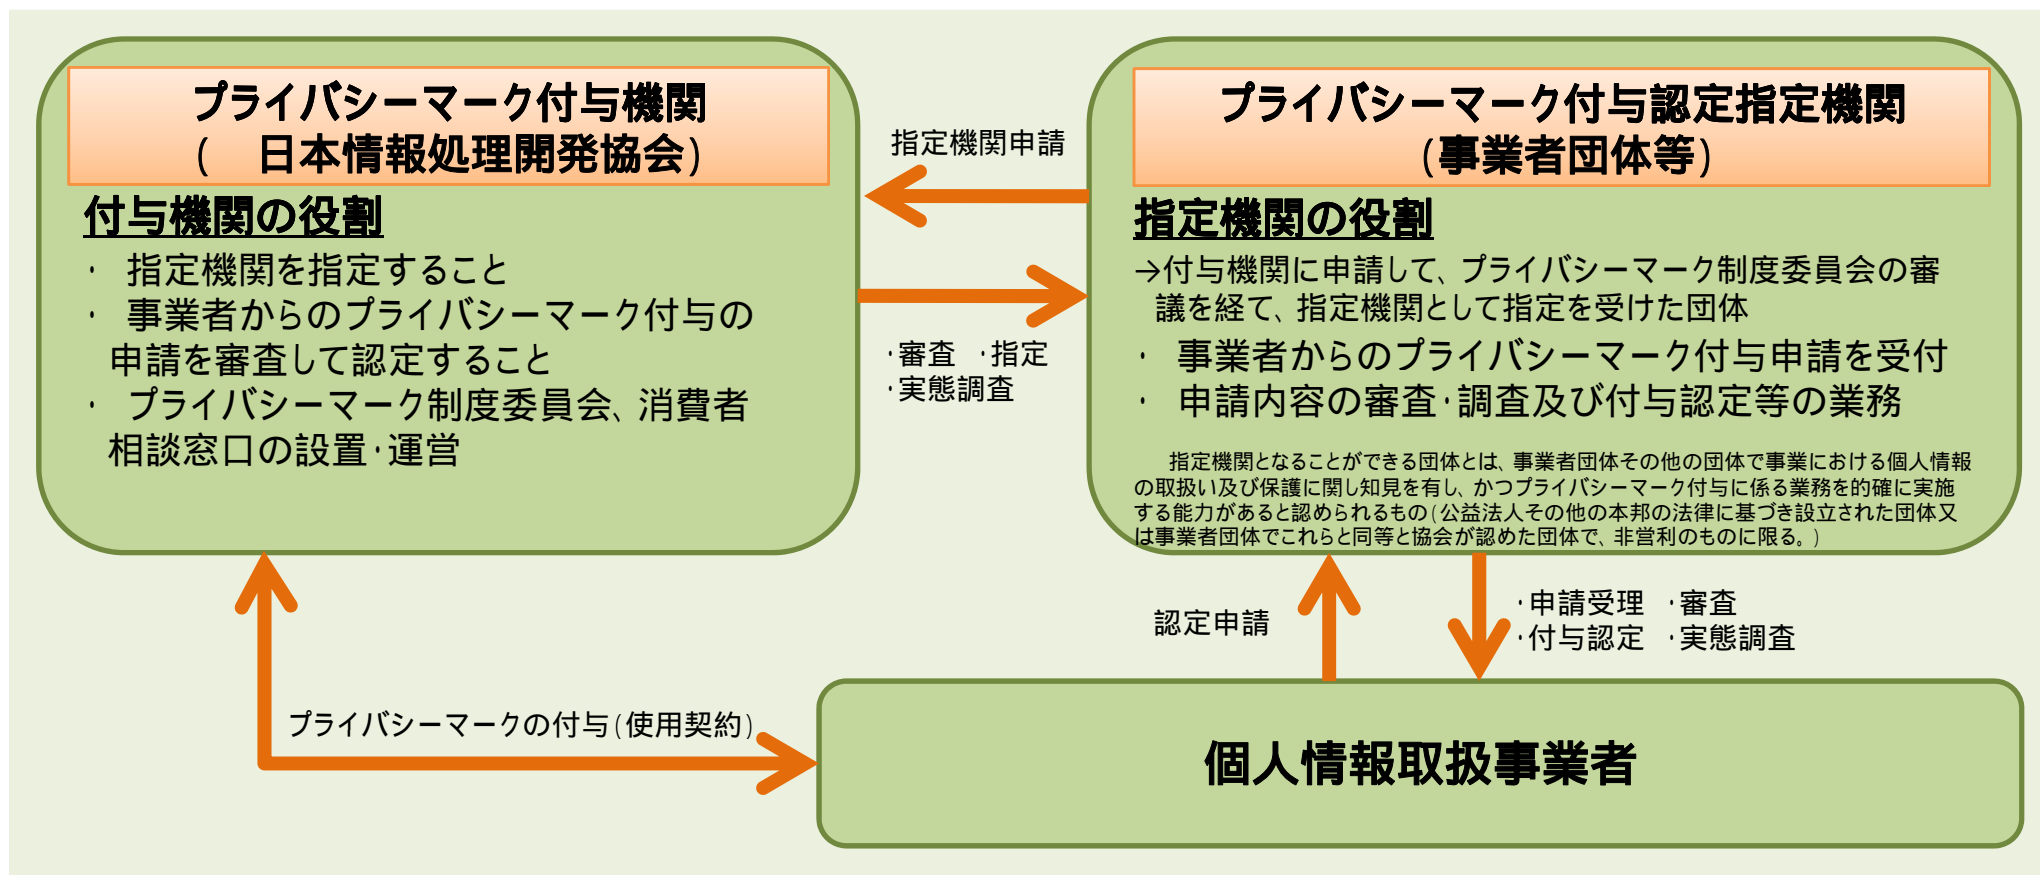 プライバシーマーク付与機関
(　日本情報処理開発協会)
付与機関の役割
・ 指定機関を指定すること
・ 事業者からのプライバシーマーク付与の
申請を審査して認定すること
・ プライバシーマーク制度委員会、消費者
相談窓口の設置・運営
指定機関申請
・審査 ・指定
・実態調査
プライバシーマーク付与認定指定機関
(事業者団体等)
指定機関の役割
→付与機関に申請して、プライバシーマーク制度委員会の審
議を経て、指定機関として指定を受けた団体
・ 事業者からのプライバシーマーク付与申請を受付
・ 申請内容の審査・調査及び付与認定等の業務
指定機関となることができる団体とは、事業者団体その他の団体で事業における個人情報
の取扱い及び保護に関し知見を有し、かつプライバシーマーク付与に係る業務を的確に実施
する能力があると認められるもの(公益法人その他の本邦の法律に基づき設立された団体又
は事業者団体でこれらと同等と協会が認めた団体で、非営利のものに限る。)
認定申請
・申請受理 ・審査
・付与認定 ・実態調査
プライバシーマークの付与(使用契約)
個人情報取扱事業者